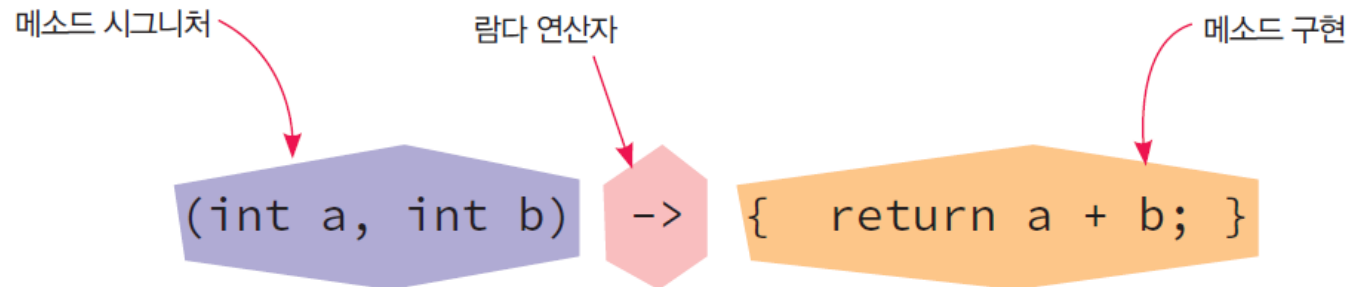 메소드 시그니처 람다 연산자 메소드 구현
(int a, int b) -> { return a + b; }